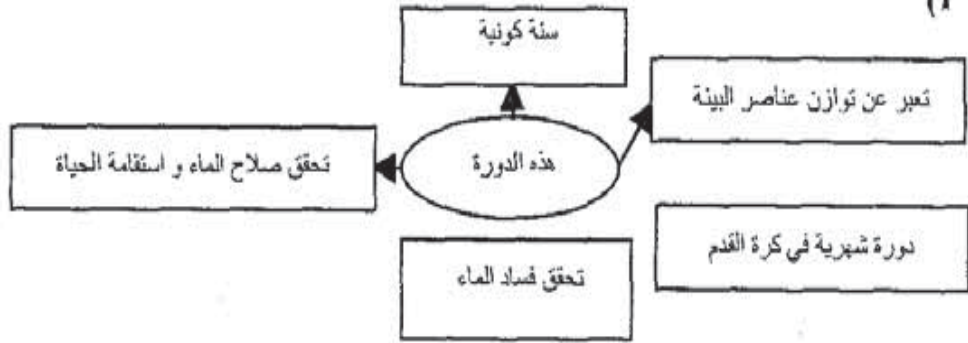 سنة كونية
تعبر عن توازن عناصر البيئة
هذه الدورة
تحقق صلاح الماء و استقامة الحياة
دورة شهرية في كرة القدم
تحقق فساد الماء